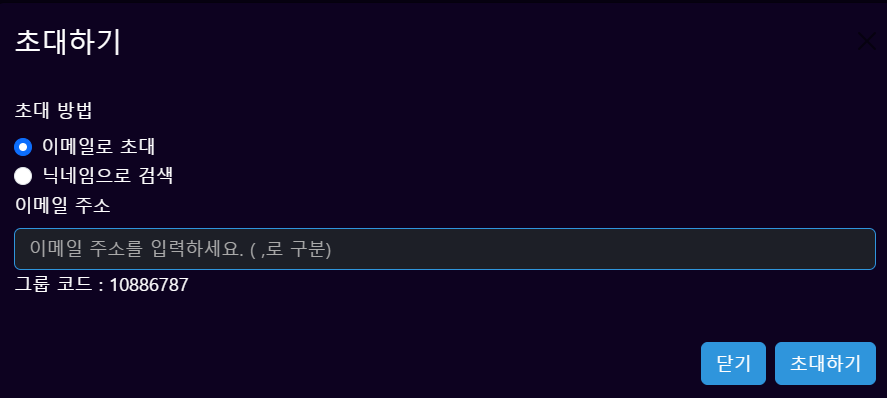 초대하기
초대 방법
이메일로 초대
닉네임으로 검색
이메일 주소
이메일 주소를 입력하세요. ( ,로 구분)
그룹 코드 : 10886787
닫기 초대하기